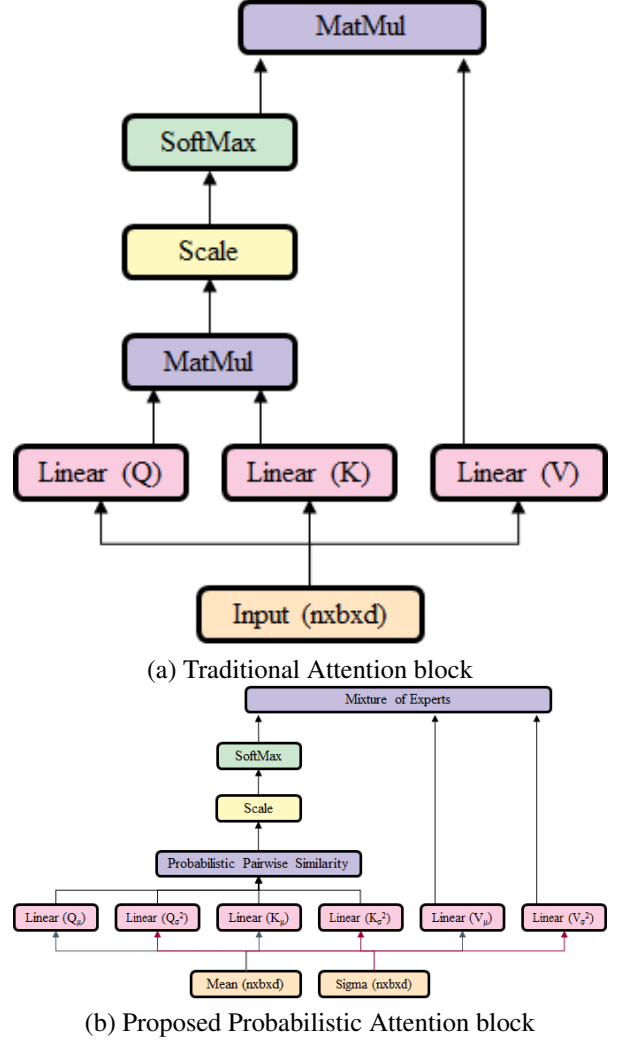 MatMul
SoftMax
Scale
MatMul
Linear (Q) Linear (K) Linear (V)
Input (nxbxd)
(a) Traditional Attention block
Mixture of Experts
SoftMax
Scale
Probabilistic Pairwise Similarity
Linear (Qμ) Linear (Qσ²) Linear (Kμ) Linear (Kσ²) Linear (Vμ) Linear (Vσ²)
Mean (nxbxd) Sigma (nxbxd)
(b) Proposed Probabilistic Attention block